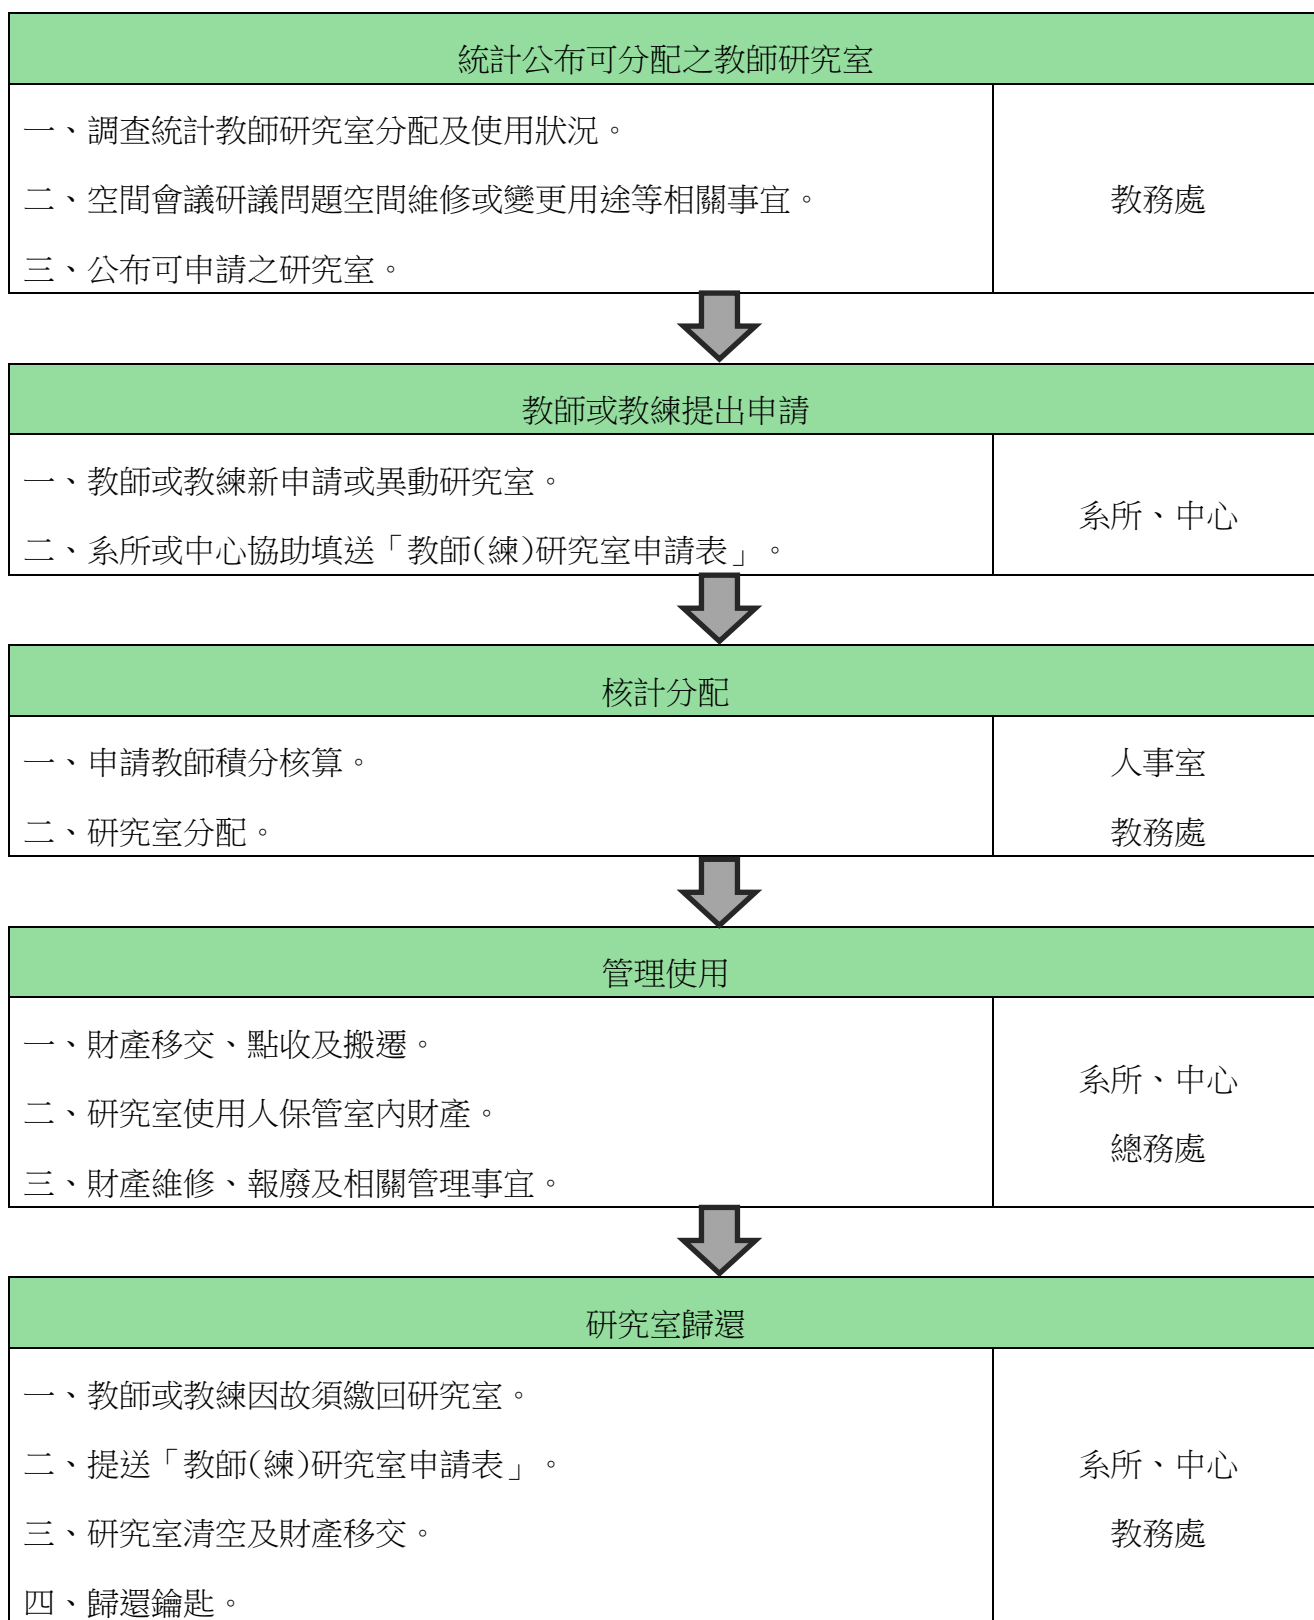 統計公布可分配之教師研究室
一、調查統計教師研究室分配及使用狀況。
二、空間會議研議問題空間維修或變更用途等相關事宜。
三、公布可申請之研究室。
教務處
教師或教練提出申請
一、教師或教練新申請或異動研究室。
二、系所或中心協助填送「教師(練)研究室申請表」。
系所、中心
核計分配
一、申請教師積分核算。
二、研究室分配。
人事室
教務處
管理使用
一、財產移交、點收及搬遷。
二、研究室使用人保管室內財產。
三、財產維修、報廢及相關管理事宜。
系所、中心
總務處
研究室歸還
一、教師或教練因故須繳回研究室。
二、提送「教師(練)研究室申請表」。
三、研究室清空及財產移交。
四、歸還鑰匙。
系所、中心
教務處